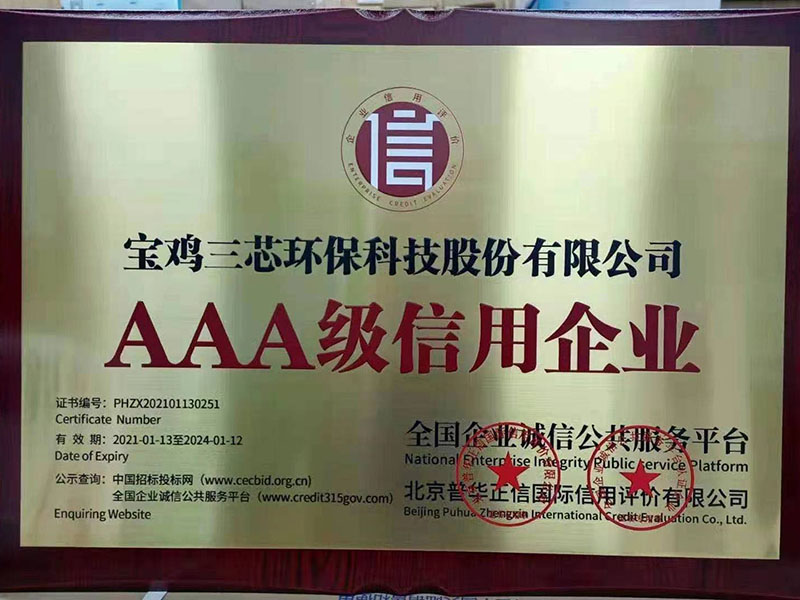 企业信用评价
信
ENTERPRISE CREDIT EVALUATION
宝鸡三芯环保科技股份有限公司
AAA级信用企业
证书编号：PHZX202101130251
Certificate Number
有 效 期：2021-01-13至2024-01-12
Date of Expiry
公示查询：中国招标投标网（www.cecbid.org.cn）
全国企业诚信公共服务平台（www.credit315gov.com）
Enquiring Website
全国企业诚信公共服务平台
National Enterprise Integrity Public Service Platform
北京普华正信国际信用评价有限公司
Beijing Puhua Zhengxin International Credit Evaluation Co., Ltd.